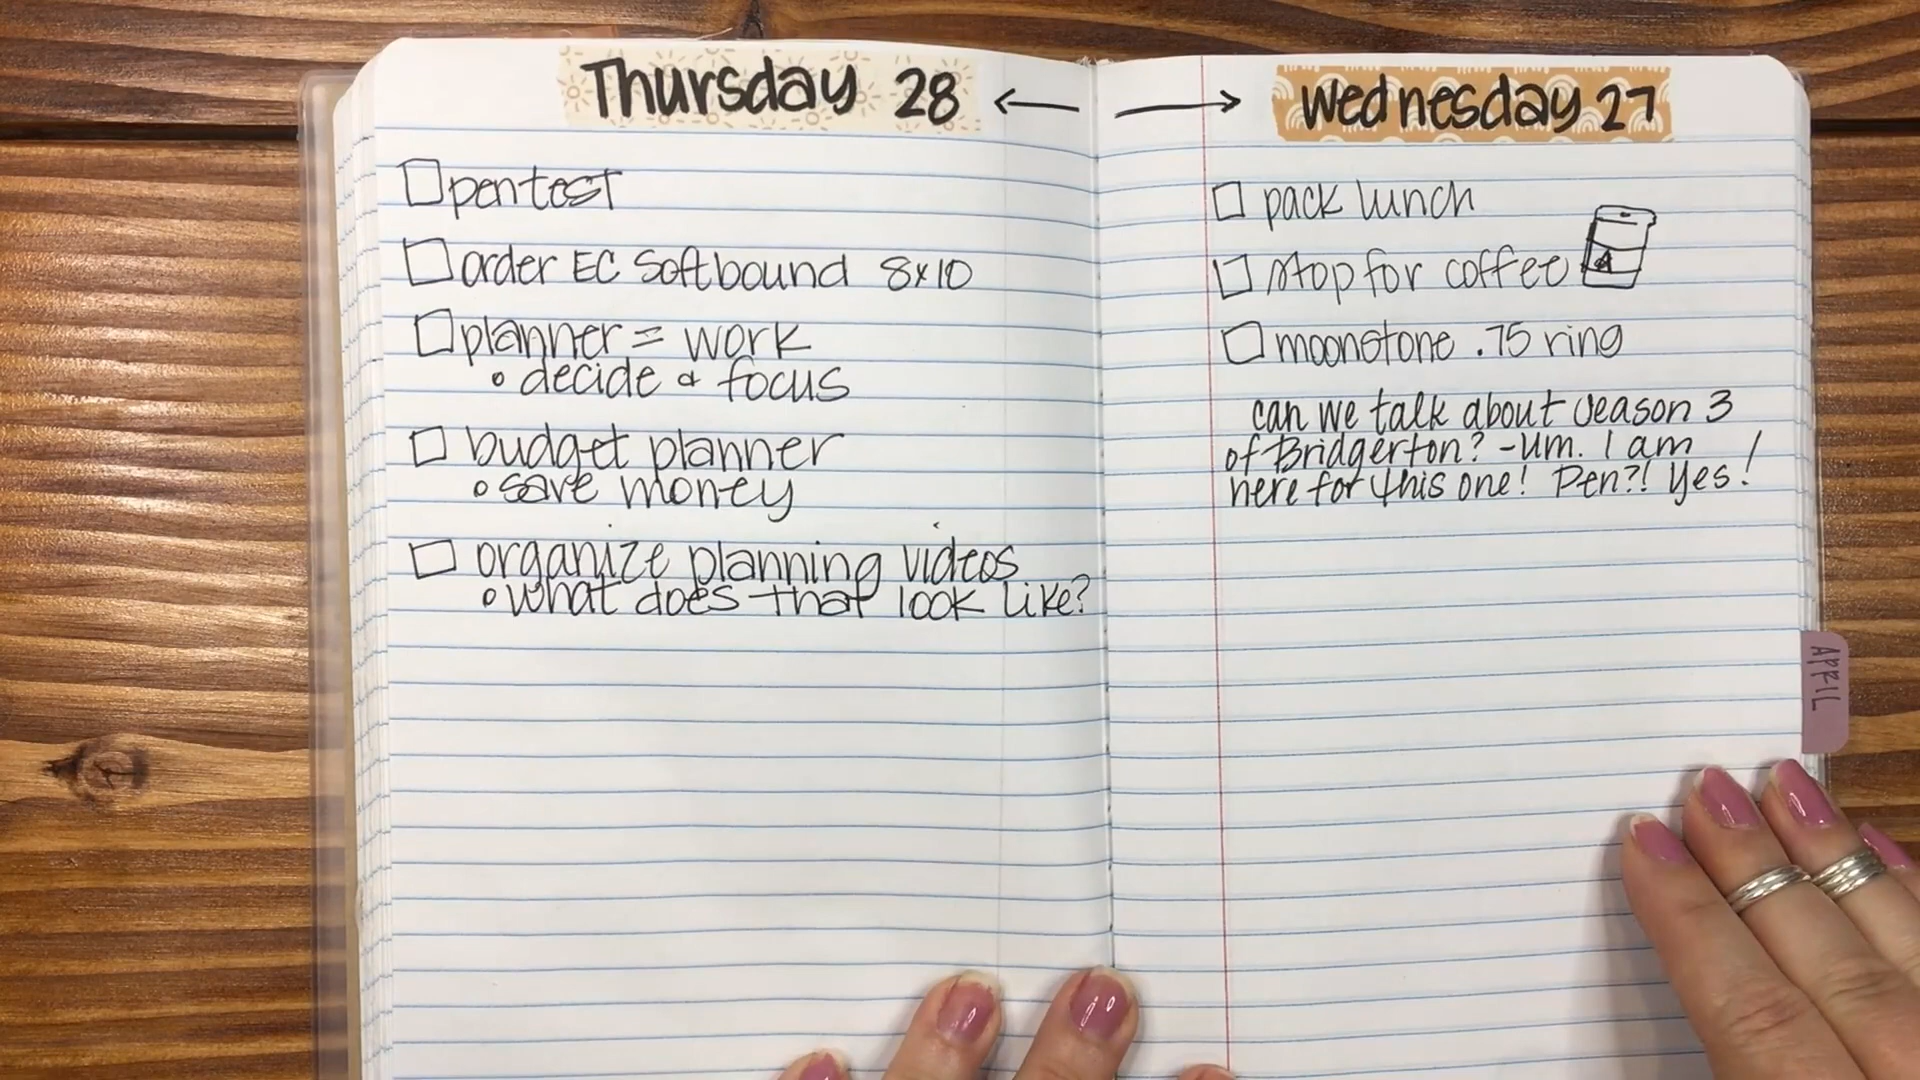 Thursday 28 ←
☐ pen test
☐ order EC Softbound 8x10
☐ planner = work
• decide & focus
☐ budget planner
• save money
☐ organize planning videos
• what does that look like?
→ Wednesday 27
☐ pack lunch
☐ stop for coffee
☐ moonstone .75 ring
can we talk about season 3
of Bridgerton? - Um. I am
here for this one! Pen?! Yes!
APRIL